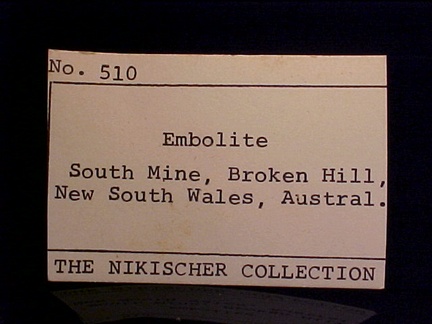 No. 510
Embolite
South Mine, Broken Hill,
New South Wales, Austral.
THE NIKISCHER COLLECTION